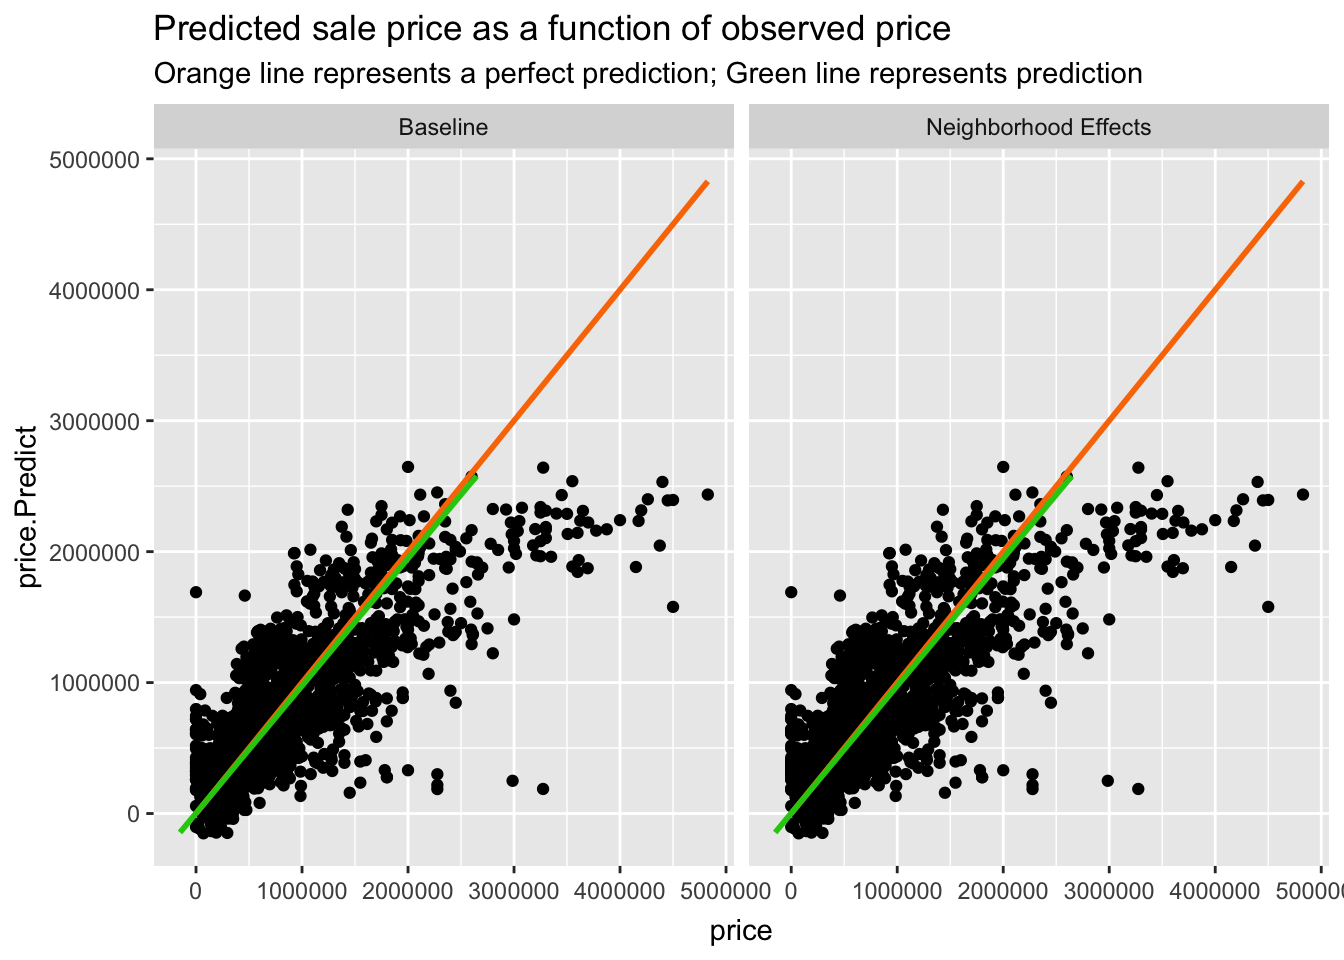 Predicted sale price as a function of observed price
Orange line represents a perfect prediction; Green line represents prediction
Baseline
Neighborhood Effects
5000000
4000000
3000000
2000000
1000000
0
price.Predict
0 1000000 2000000 3000000 4000000 5000000
0 1000000 2000000 3000000 4000000 500000
price